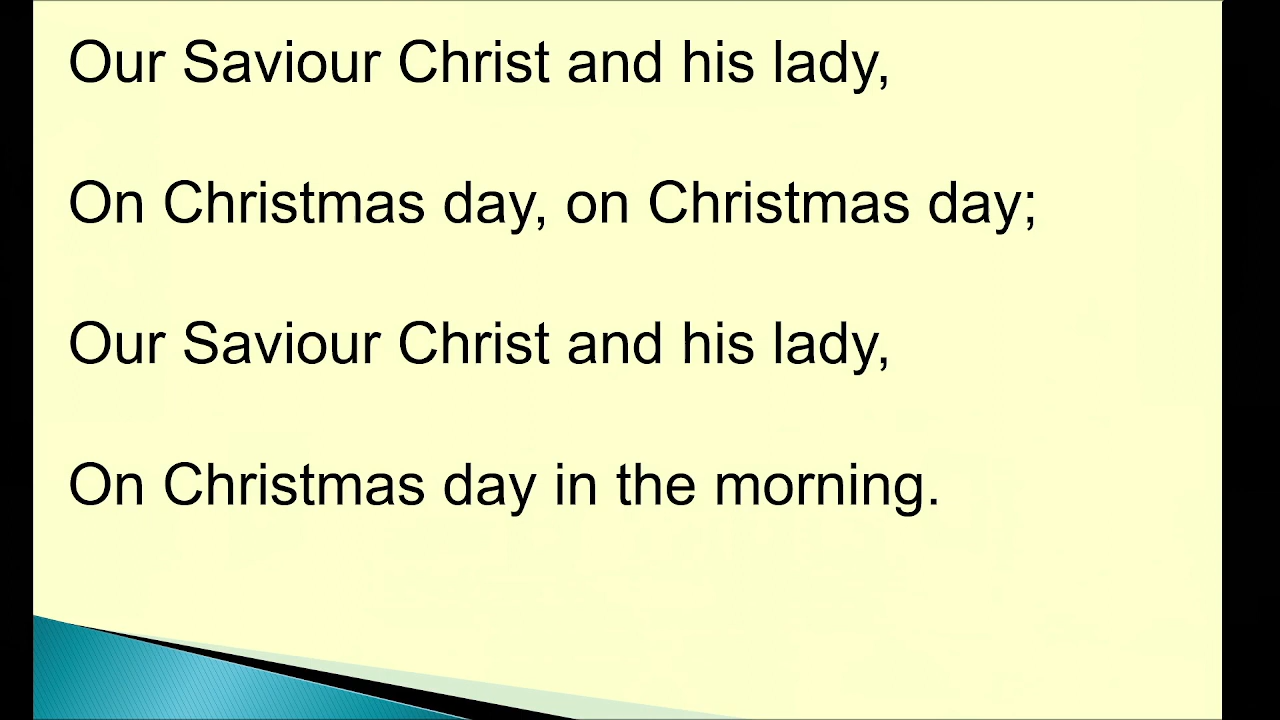 Our Saviour Christ and his lady,
On Christmas day, on Christmas day;
Our Saviour Christ and his lady,
On Christmas day in the morning.